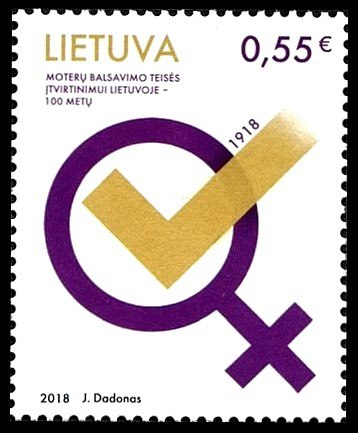 LIETUVA 0,55€
MOTERŲ BALSAVIMO TEISĖS
ĮTVIRTINIMUI LIETUVOJE –
100 METŲ
1918
2018 J. Dadonas